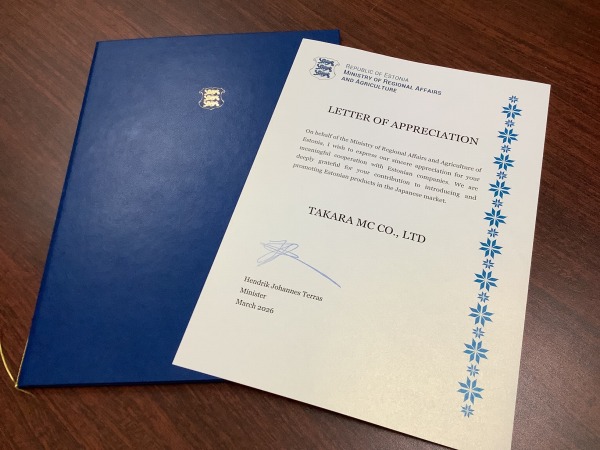 REPUBLIC OF ESTONIA
MINISTRY OF REGIONAL AFFAIRS
AND AGRICULTURE
LETTER OF APPRECIATION
On behalf of the Ministry of Regional Affairs and Agriculture of
Estonia, I wish to express our sincere appreciation for your
meaningful cooperation with Estonian companies. We are
deeply grateful for your contribution to introducing and
promoting Estonian products in the Japanese market.
TAKARA MC CO., LTD
Hendrik Johannes Terras
Minister
March 2026